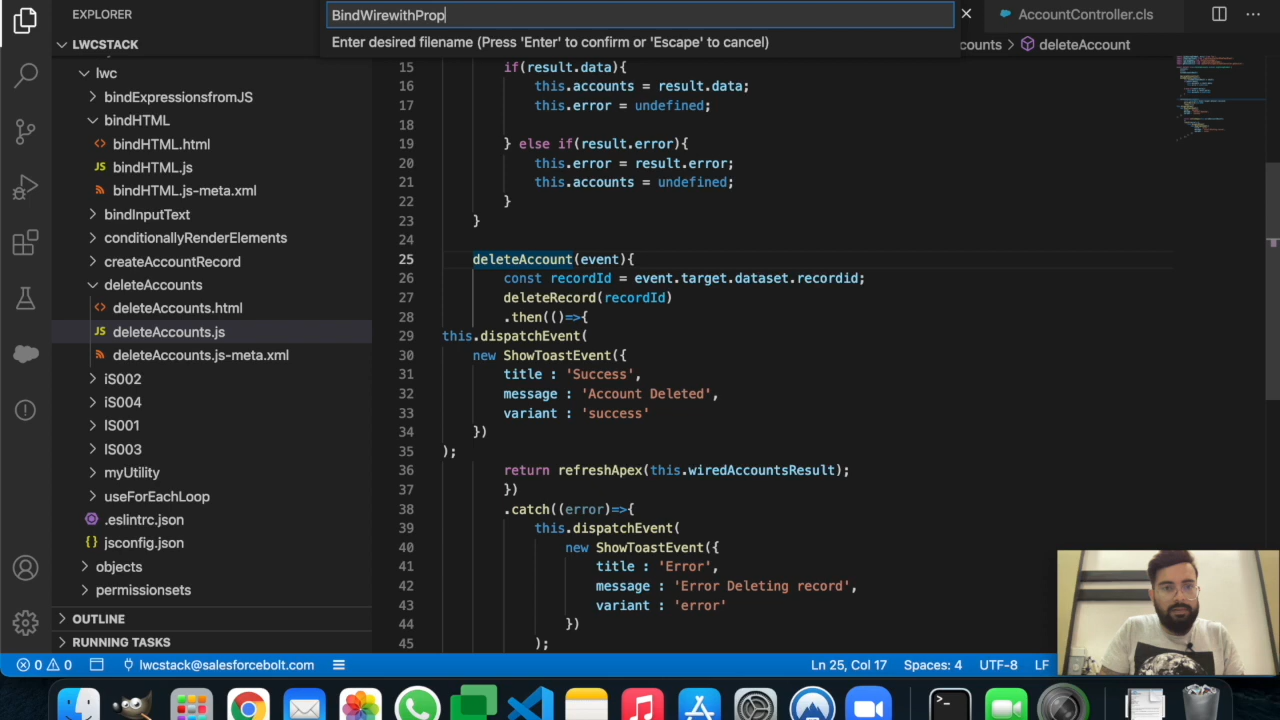 EXPLORER
BindWirewithProp
AccountController.cls
LWCSTACK
Enter desired filename (Press 'Enter' to confirm or 'Escape' to cancel)
counts > deleteAccount
lwc
bindExpressionsfromJS
bindHTML
<> bindHTML.html
JS bindHTML.js
bindHTML.js-meta.xml
bindInputText
conditionallyRenderElements
createAccountRecord
deleteAccounts
<> deleteAccounts.html
JS deleteAccounts.js
deleteAccounts.js-meta.xml
iS002
iS004
IS001
IS003
myUtility
useForEachLoop
.eslintrc.json
{} jsconfig.json
objects
permissionsets
OUTLINE
RUNNING TASKS
15 if(result.data){
16 this.accounts = result.data;
17 this.error = undefined;
18
19 } else if(result.error){
20 this.error = result.error;
21 this.accounts = undefined;
22 }
23 }
24
25 deleteAccount(event){
26 const recordId = event.target.dataset.recordid;
27 deleteRecord(recordId)
28 .then(()=>{
29 this.dispatchEvent(
30 new ShowToastEvent({
31 title : 'Success',
32 message : 'Account Deleted',
33 variant : 'success'
34 })
35 );
36 return refreshApex(this.wiredAccountsResult);
37 })
38 .catch((error)=>{
39 this.dispatchEvent(
40 new ShowToastEvent({
41 title : 'Error',
42 message : 'Error Deleting record',
43 variant : 'error'
44 })
45 );
0 0 lwcstack@salesforcebolt.com Ln 25, Col 17 Spaces: 4 UTF-8 LF